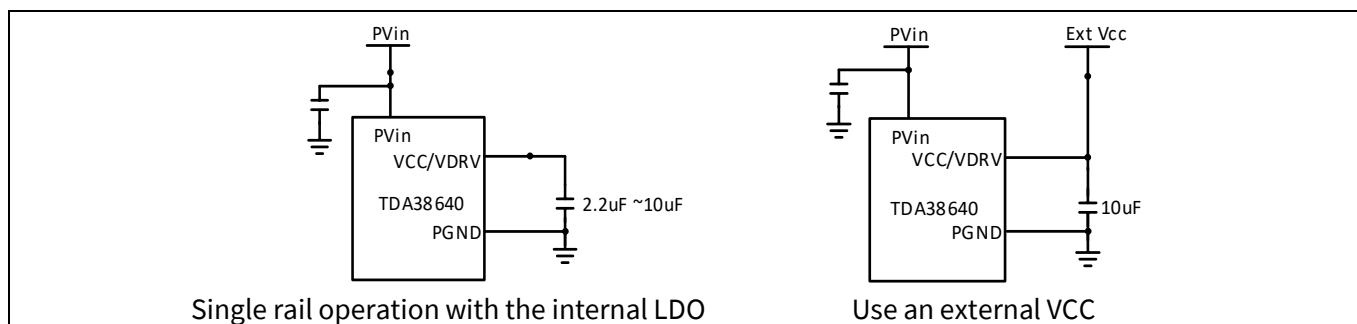 PVin
PVin
VCC/VDRV
TDA38640
2.2uF ~10uF
PGND
Single rail operation with the internal LDO
PVin
Ext Vcc
PVin
VCC/VDRV
TDA38640
10uF
PGND
Use an external VCC